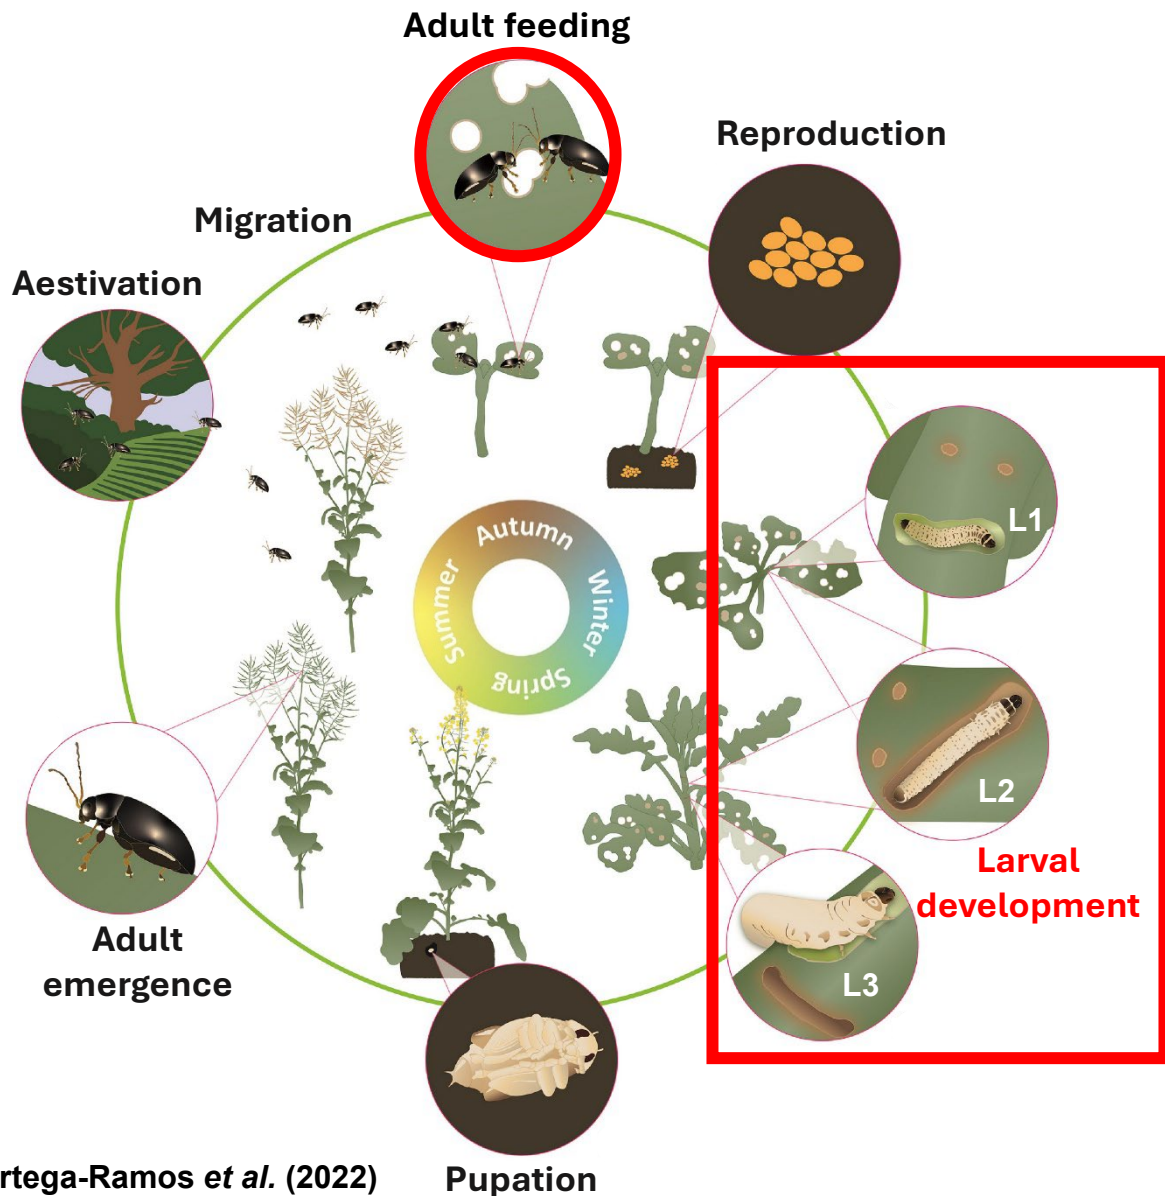 Adult feeding
Reproduction
Migration
Aestivation
L1
Autumn
Winter
Summer
Spring
L2
Larval
development
L3
Adult
emergence
rtega-Ramos et al. (2022)
Pupation